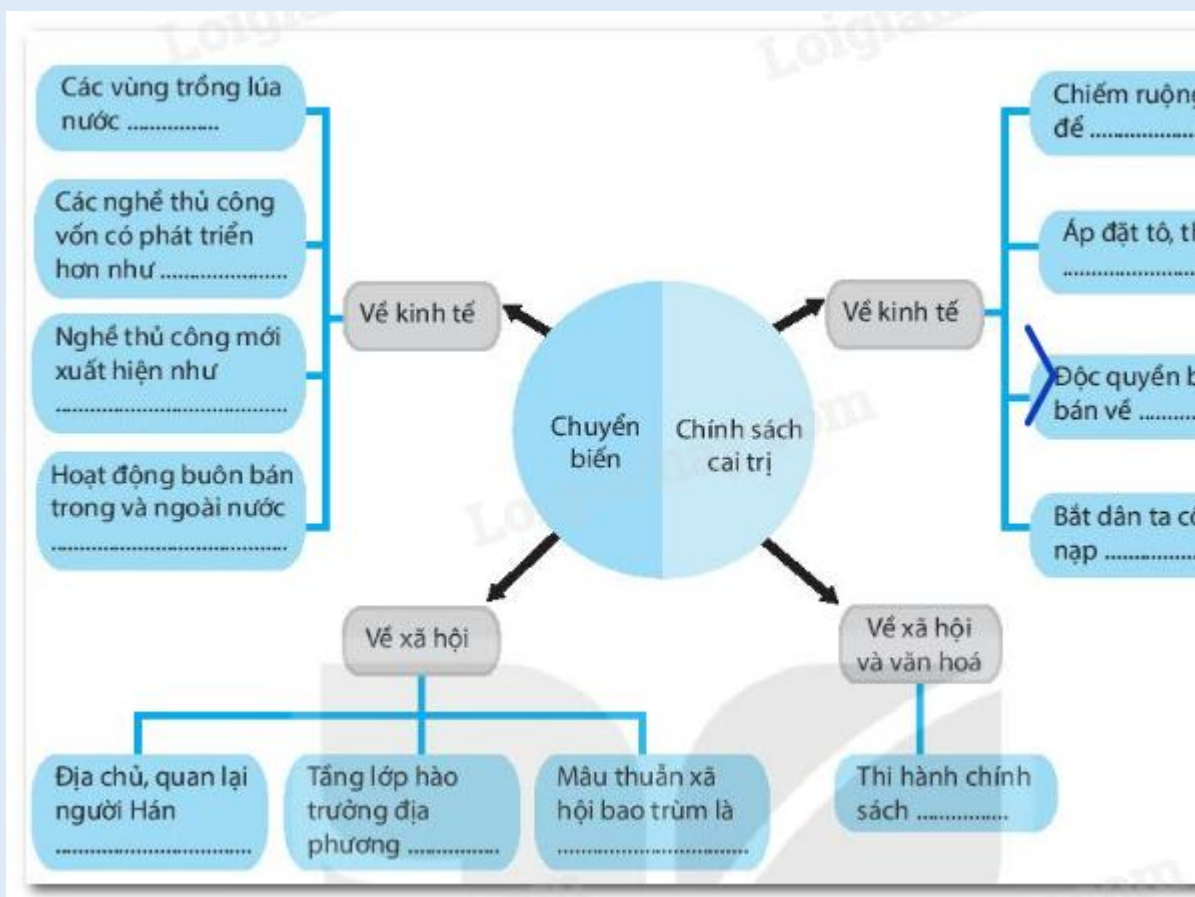 Các vùng trồng lúa
nước ................
Các nghề thủ công
vốn có phát triển
hơn như ......................
Nghề thủ công mới
xuất hiện như
........................................
Hoạt động buôn bán
trong và ngoài nước
.........................................
Về kinh tế
Chuyển
biến
Chính sách
cai trị
Về kinh tế
Chiếm ruộng
để ..................
Áp đặt tô,
.......................
Độc quyền
bán về ..........
Bắt dân ta
nạp ................
Về xã hội
Địa chủ, quan lại
người Hán
..................................
Tầng lớp hào
trưởng địa
phương ................
Mâu thuẫn xã
hội bao trùm là
.................................
Về xã hội
và văn hoá
Thi hành chính
sách ................
Loigiai
Loigiai